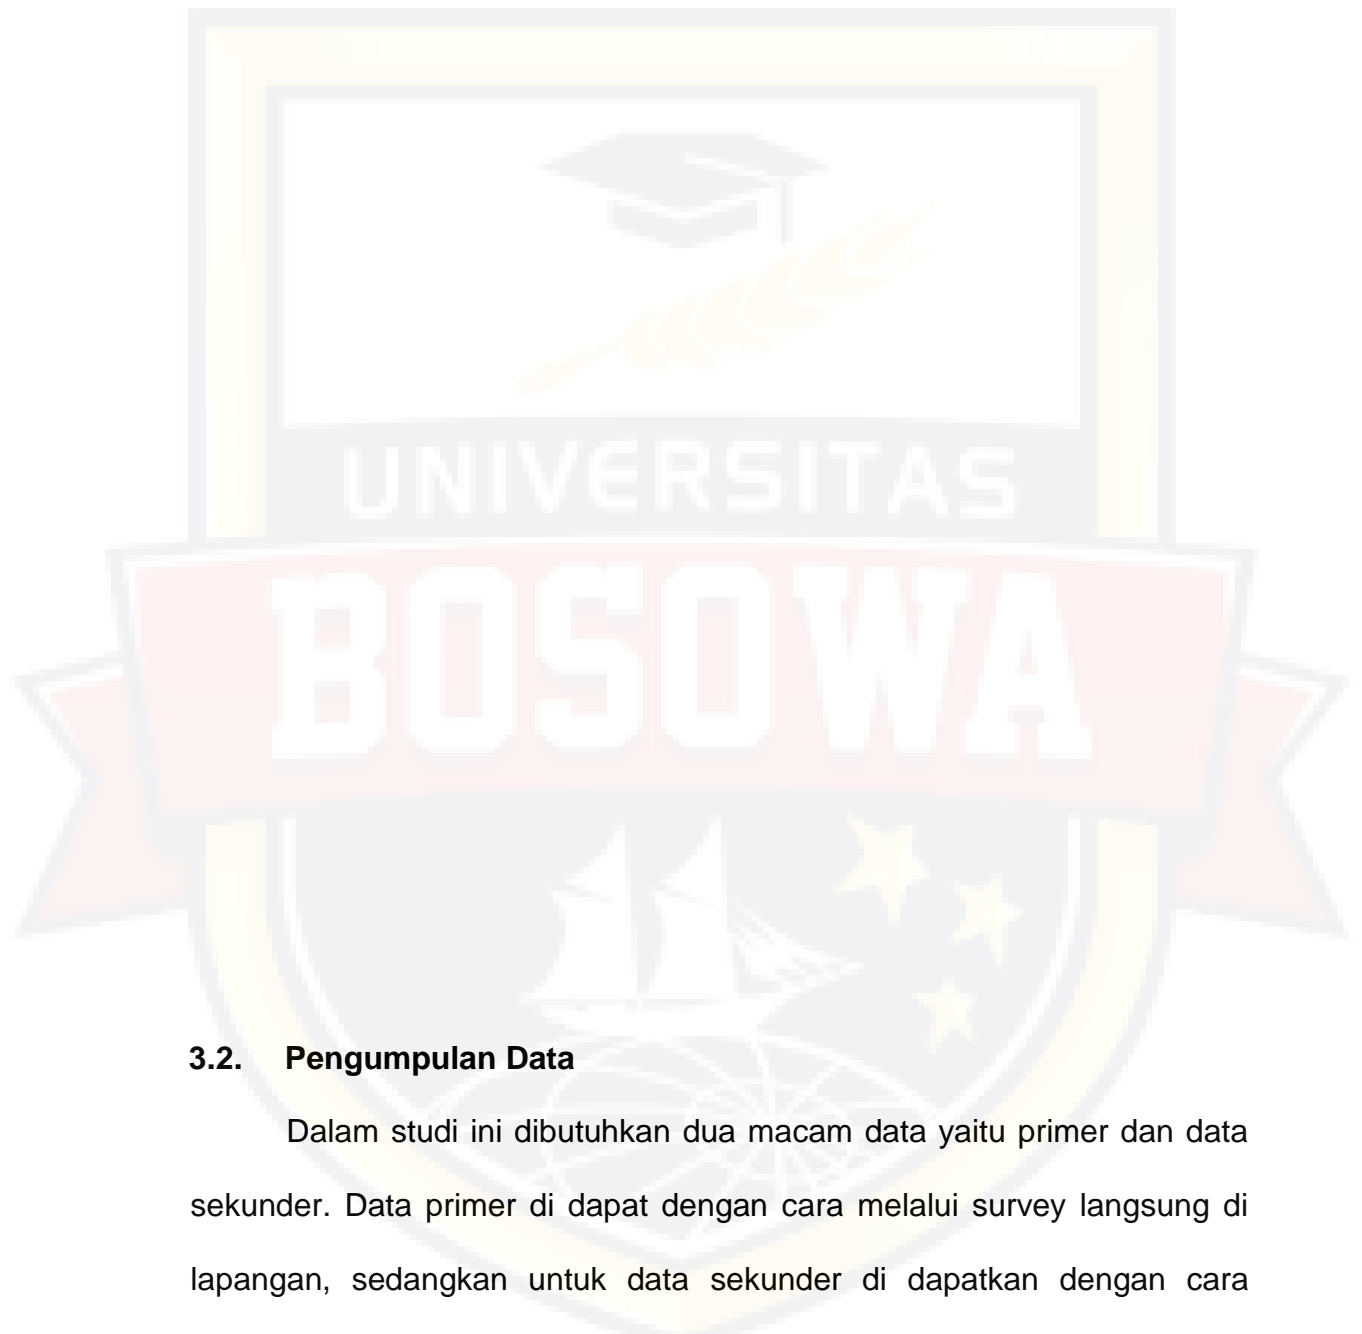 UNIVERSITAS
BOSOWA
3.2. Pengumpulan Data
Dalam studi ini dibutuhkan dua macam data yaitu primer dan data
sekunder. Data primer di dapat dengan cara melalui survey langsung di
lapangan, sedangkan untuk data sekunder di dapatkan dengan cara